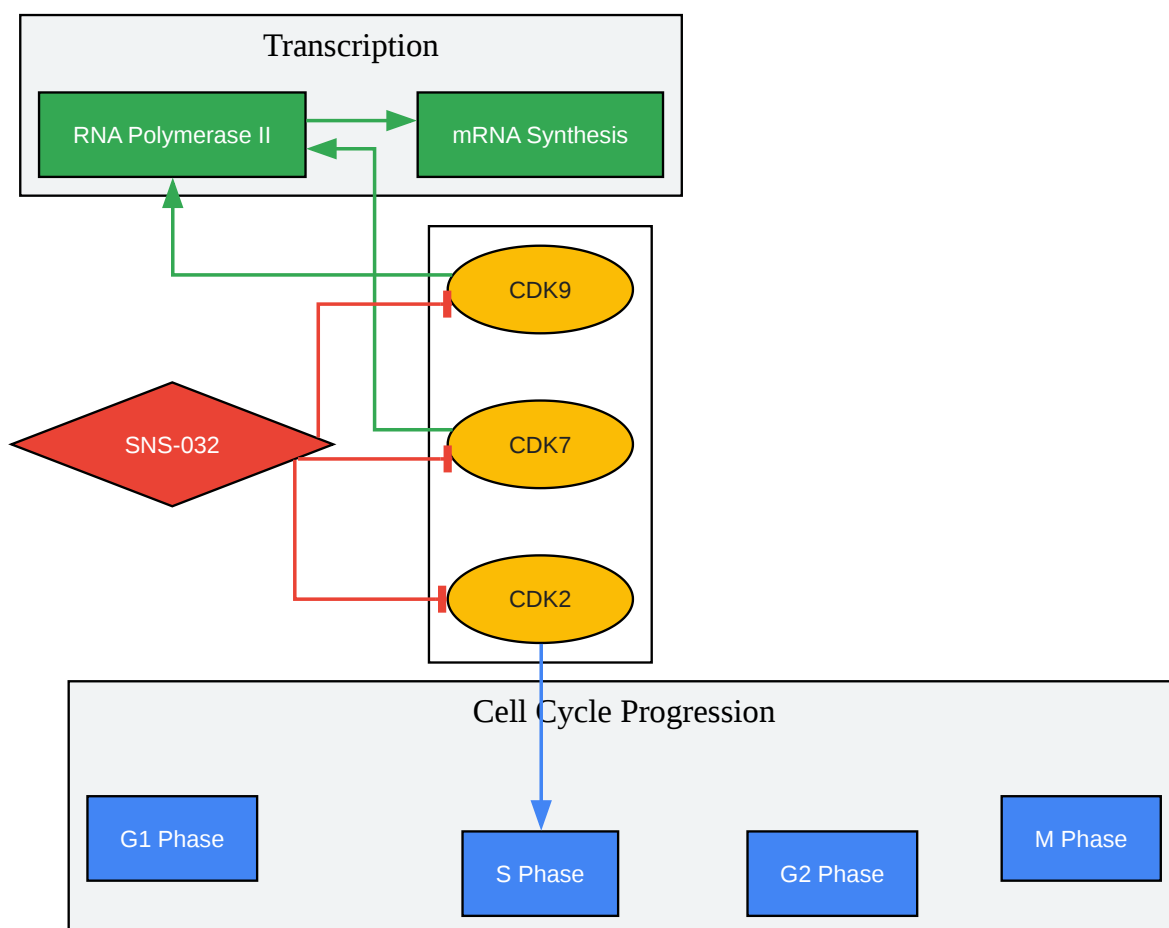 Transcription
RNA Polymerase II
mRNA Synthesis
CDK9
SNS-032
CDK7
CDK2
Cell Cycle Progression
G1 Phase
S Phase
G2 Phase
M Phase